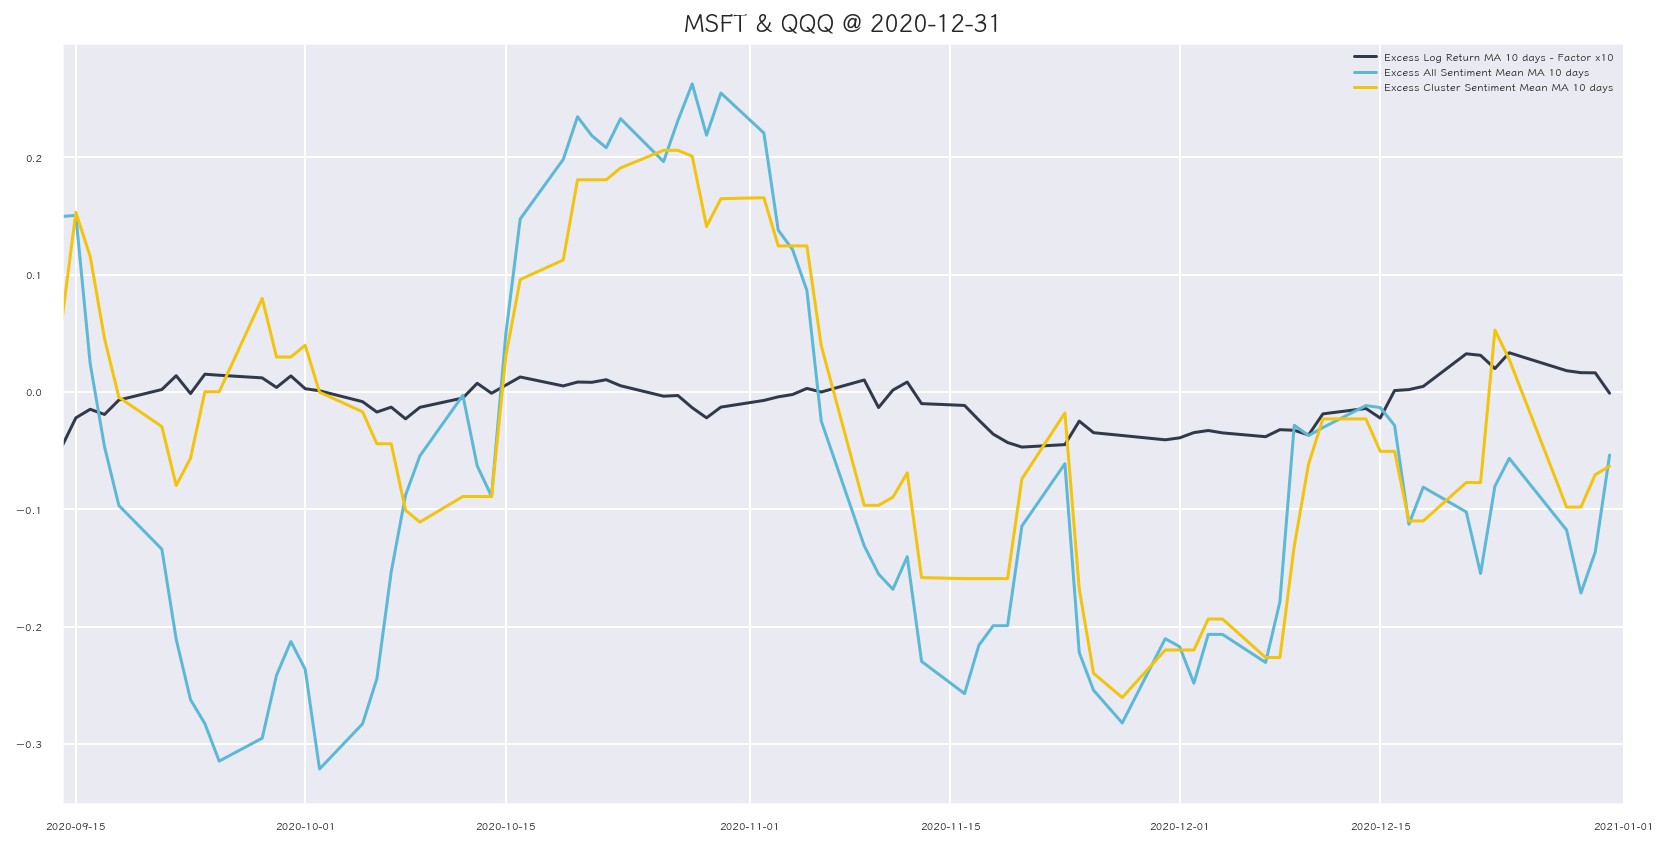 MSFT & QQQ @ 2020-12-31
Excess Log Return MA 10 days - Factor x10
Excess All Sentiment Mean MA 10 days
Excess Cluster Sentiment Mean MA 10 days
0.2
0.1
0.0
−0.1
−0.2
−0.3
2020-09-15 2020-10-01 2020-10-15 2020-11-01 2020-11-15 2020-12-01 2020-12-15 2021-01-01